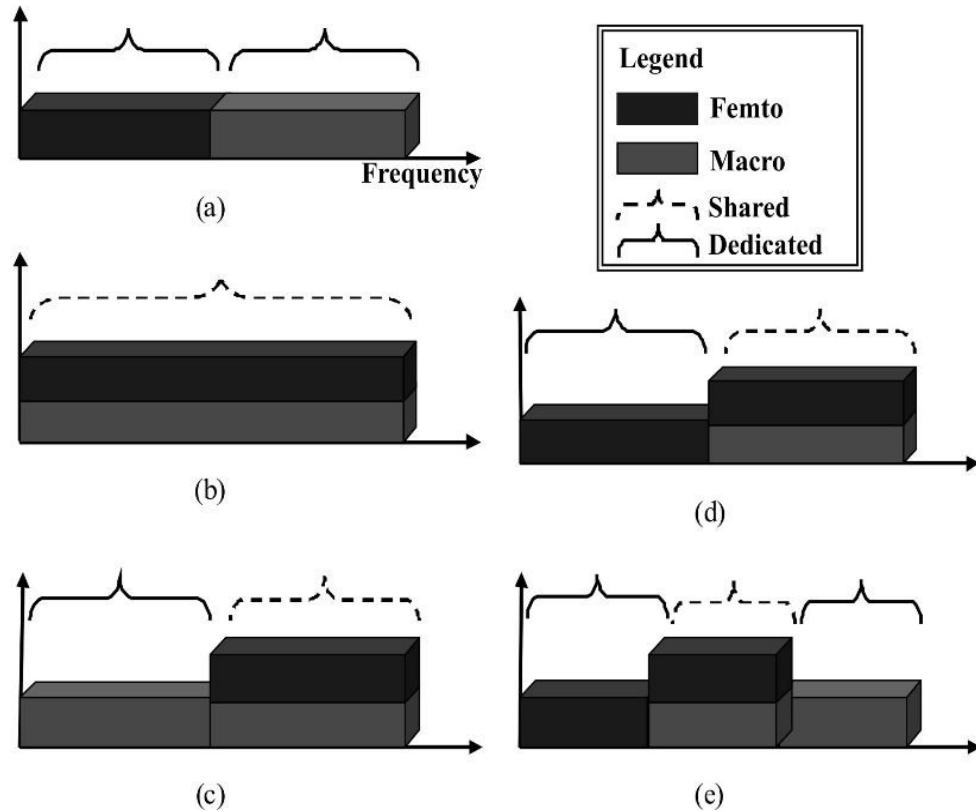 Frequency
(a)
Legend
Femto
Macro
Shared
Dedicated
(b)
(d)
(c)
(e)